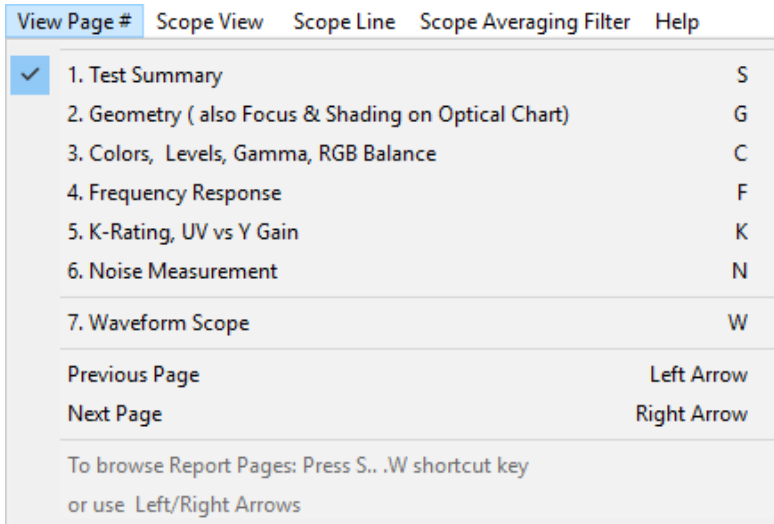 View Page # Scope View Scope Line Scope Averaging Filter Help
1. Test Summary S
2. Geometry ( also Focus & Shading on Optical Chart) G
3. Colors,  Levels, Gamma, RGB Balance C
4. Frequency Response F
5. K-Rating, UV vs Y Gain K
6. Noise Measurement N
7. Waveform Scope W
Previous Page Left Arrow
Next Page Right Arrow
To browse Report Pages: Press S.. .W shortcut key
or use  Left/Right Arrows